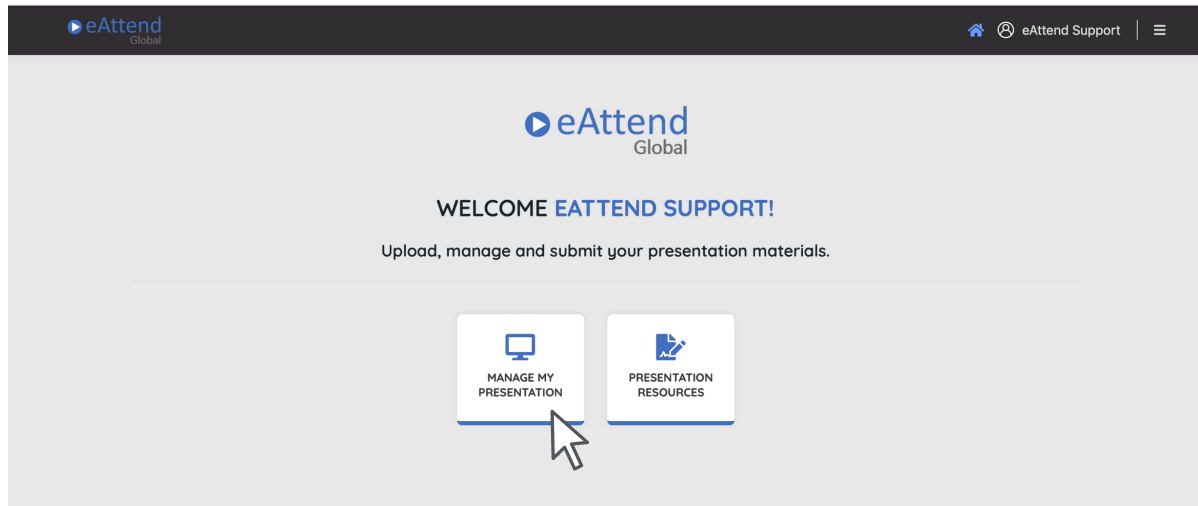 eAttend
Global
eAttend Support
eAttend
Global
WELCOME EATTEND SUPPORT!
Upload, manage and submit your presentation materials.
MANAGE MY
PRESENTATION
PRESENTATION
RESOURCES